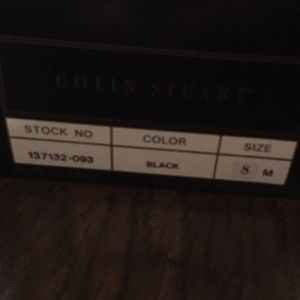 COLIN STUART
STOCK NO COLOR SIZE
137132-093 BLACK 8 M